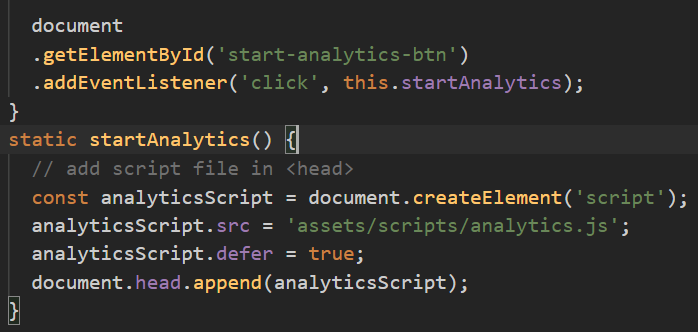 document
.getElementById('start-analytics-btn')
.addEventListener('click', this.startAnalytics);
}
static startAnalytics() {
// add script file in <head>
const analyticsScript = document.createElement('script');
analyticsScript.src = 'assets/scripts/analytics.js';
analyticsScript.defer = true;
document.head.append(analyticsScript);
}